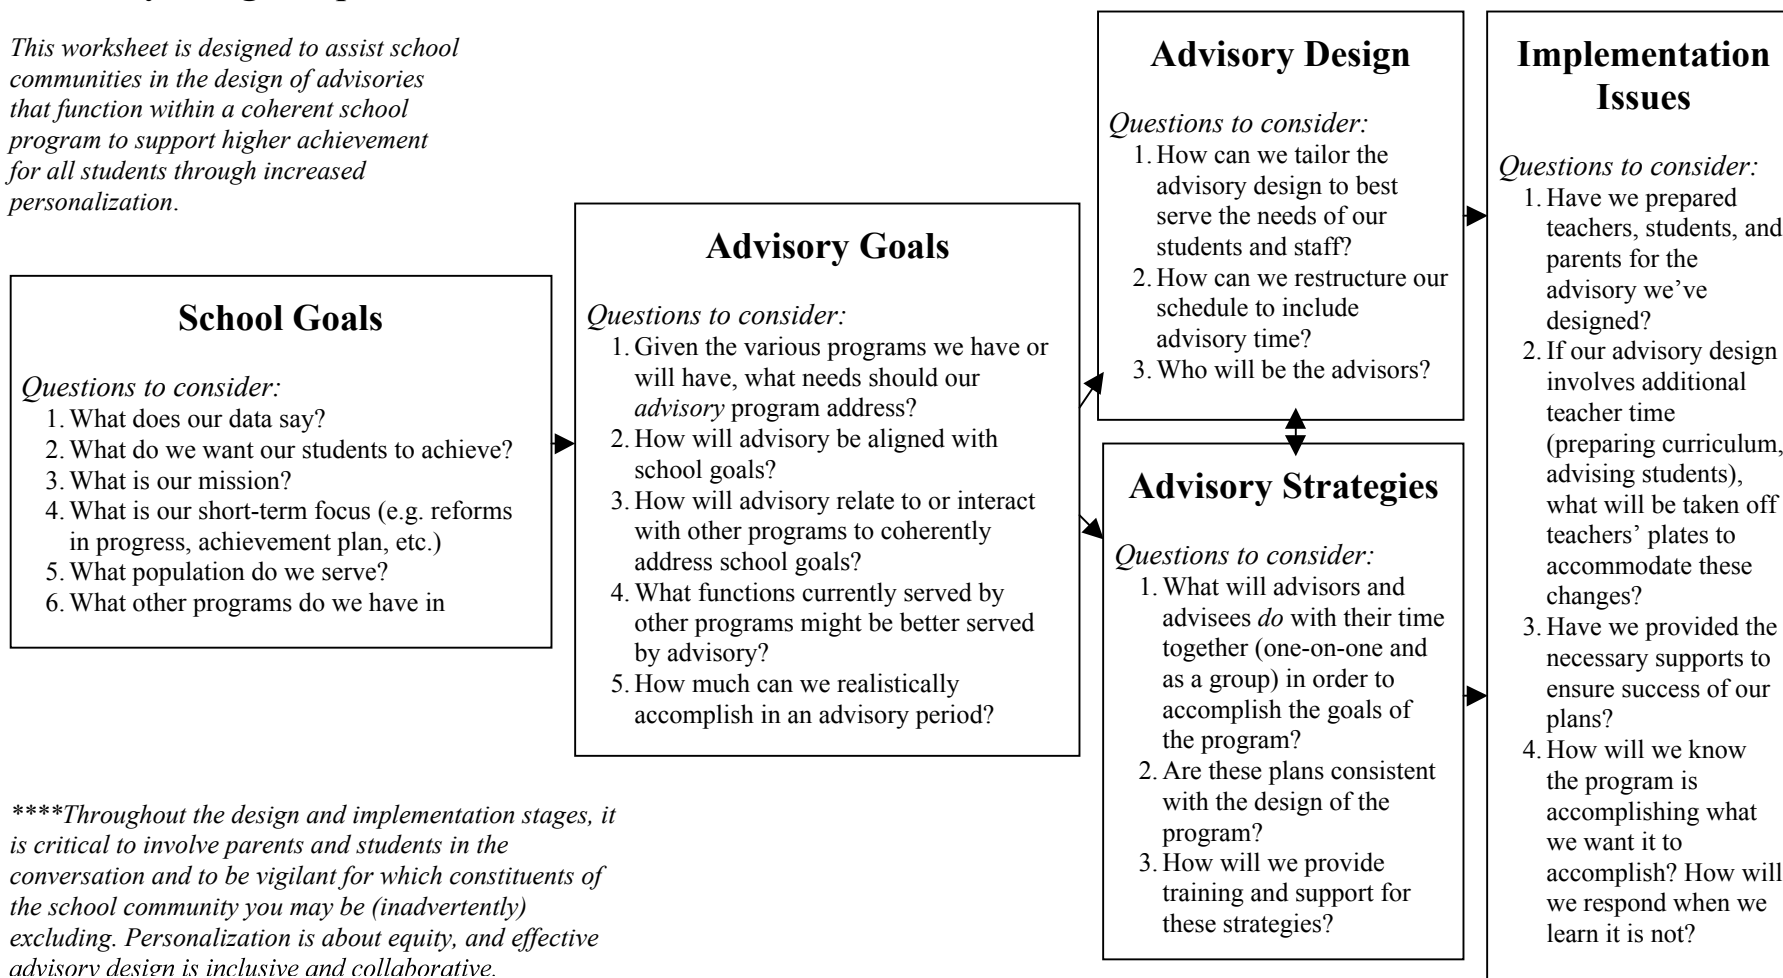 This worksheet is designed to assist school
communities in the design of advisories
that function within a coherent school
program to support higher achievement
for all students through increased
personalization.
School Goals
Questions to consider:
1. What does our data say?
2. What do we want our students to achieve?
3. What is our mission?
4. What is our short-term focus (e.g. reforms
in progress, achievement plan, etc.)
5. What population do we serve?
6. What other programs do we have in
Advisory Goals
Questions to consider:
1. Given the various programs we have or
will have, what needs should our
advisory program address?
2. How will advisory be aligned with
school goals?
3. How will advisory relate to or interact
with other programs to coherently
address school goals?
4. What functions currently served by
other programs might be better served
by advisory?
5. How much can we realistically
accomplish in an advisory period?
Advisory Design
Questions to consider:
1. How can we tailor the
advisory design to best
serve the needs of our
students and staff?
2. How can we restructure our
schedule to include
advisory time?
3. Who will be the advisors?
Advisory Strategies
Questions to consider:
1. What will advisors and
advisees do with their time
together (one-on-one and
as a group) in order to
accomplish the goals of
the program?
2. Are these plans consistent
with the design of the
program?
3. How will we provide
training and support for
these strategies?
Implementation
Issues
Questions to consider:
1. Have we prepared
teachers, students, and
parents for the
advisory we’ve
designed?
2. If our advisory design
involves additional
teacher time
(preparing curriculum,
advising students),
what will be taken off
teachers’ plates to
accommodate these
changes?
3. Have we provided the
necessary supports to
ensure success of our
plans?
4. How will we know
the program is
accomplishing what
we want it to
accomplish? How will
we respond when we
learn it is not?
****Throughout the design and implementation stages, it
is critical to involve parents and students in the
conversation and to be vigilant for which constituents of
the school community you may be (inadvertently)
excluding. Personalization is about equity, and effective
advisory design is inclusive and collaborative.